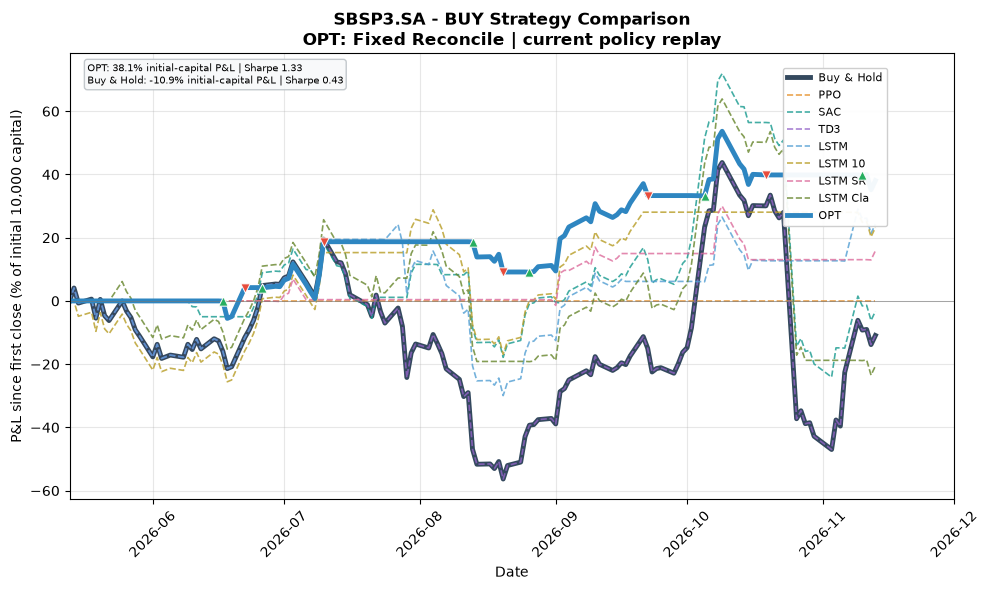 SBSP3.SA - BUY Strategy Comparison
OPT: Fixed Reconcile | current policy replay
OPT: 38.1% initial-capital P&L | Sharpe 1.33
Buy & Hold: -10.9% initial-capital P&L | Sharpe 0.43
Buy & Hold
PPO
SAC
TD3
LSTM
LSTM 10
LSTM SR
LSTM Cla
OPT
P&L since first close (% of initial 10,000 capital)
60
40
20
0
−20
−40
−60
2026-06
2026-07
2026-08
2026-09
2026-10
2026-11
2026-12
Date